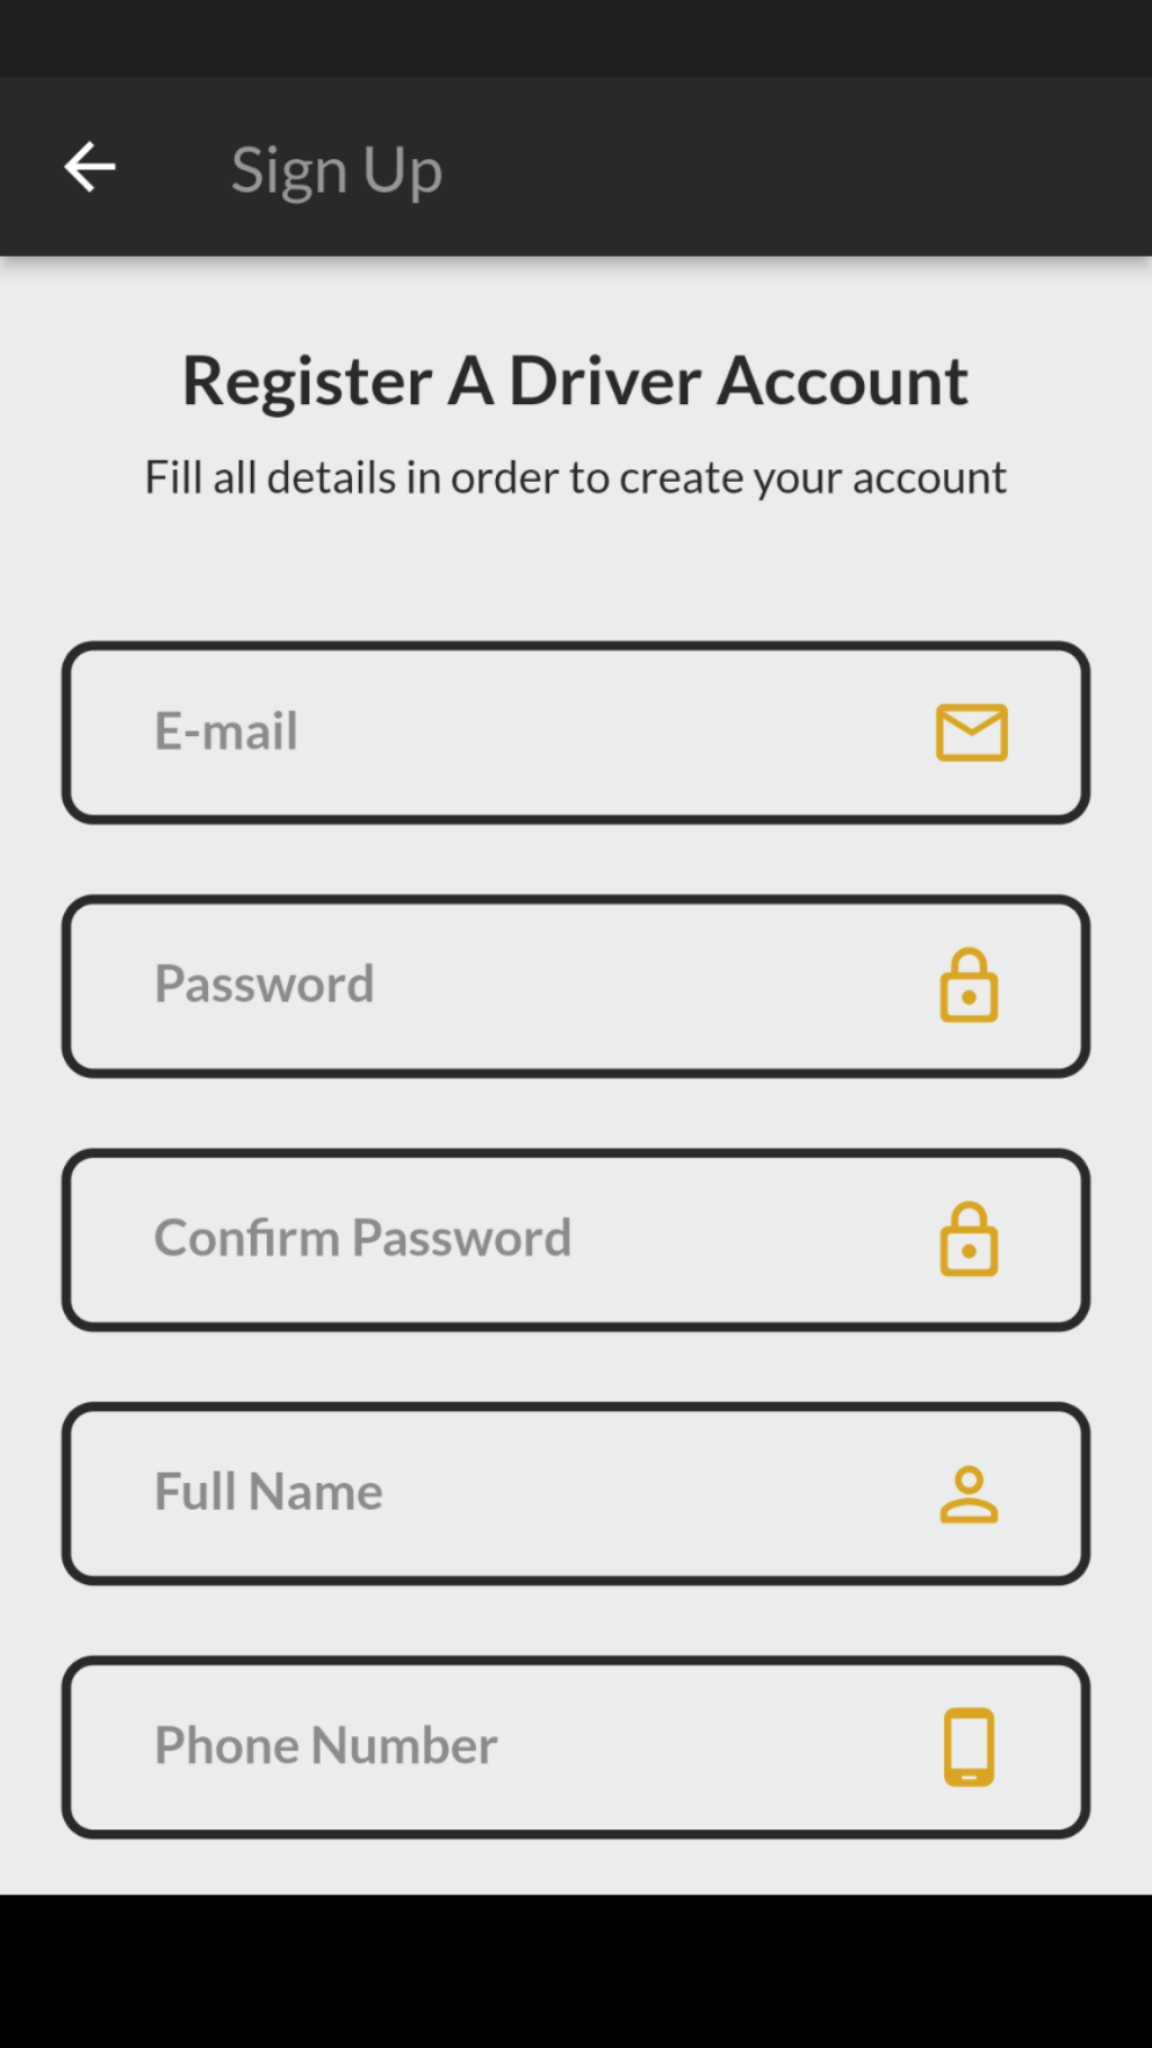 Sign Up
Register A Driver Account
Fill all details in order to create your account
E-mail
Password
Confirm Password
Full Name
Phone Number